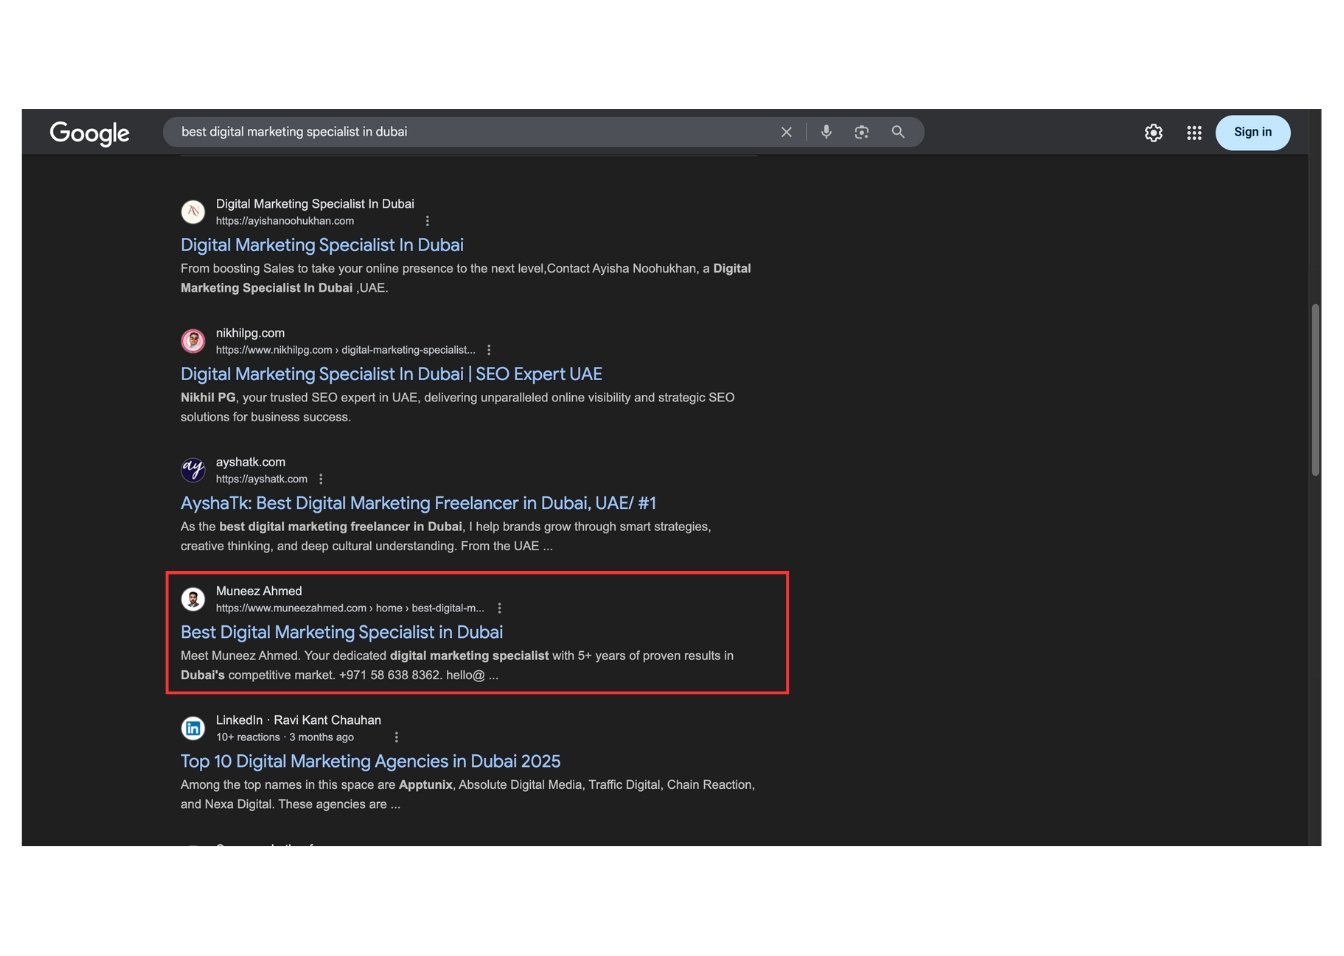 Google
best digital marketing specialist in dubai
Sign in
Digital Marketing Specialist In Dubai
https://ayishanoohukhan.com
Digital Marketing Specialist In Dubai
From boosting Sales to take your online presence to the next level,Contact Ayisha Noohukhan, a Digital
Marketing Specialist In Dubai ,UAE.
nikhilpg.com
https://www.nikhilpg.com › digital-marketing-specialist...
Digital Marketing Specialist In Dubai | SEO Expert UAE
Nikhil PG, your trusted SEO expert in UAE, delivering unparalleled online visibility and strategic SEO
solutions for business success.
ay
ayshatk.com
https://ayshatk.com
AyshaTk: Best Digital Marketing Freelancer in Dubai, UAE/ #1
As the best digital marketing freelancer in Dubai, I help brands grow through smart strategies,
creative thinking, and deep cultural understanding. From the UAE ...
Muneez Ahmed
https://www.muneezahmed.com › home › best-digital-m...
Best Digital Marketing Specialist in Dubai
Meet Muneez Ahmed. Your dedicated digital marketing specialist with 5+ years of proven results in
Dubai's competitive market. +971 58 638 8362. hello@ ...
in
LinkedIn · Ravi Kant Chauhan
10+ reactions · 3 months ago
Top 10 Digital Marketing Agencies in Dubai 2025
Among the top names in this space are Apptunix, Absolute Digital Media, Traffic Digital, Chain Reaction,
and Nexa Digital. These agencies are ...